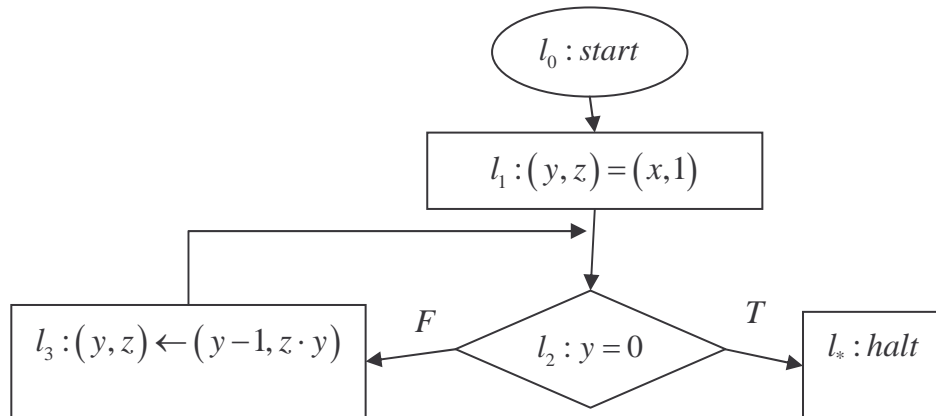 l₀ : start
l₁ : (y, z) = (x,1)
F
T
l₃ : (y, z) ← (y−1, z · y)
l₂ : y = 0
l* : halt